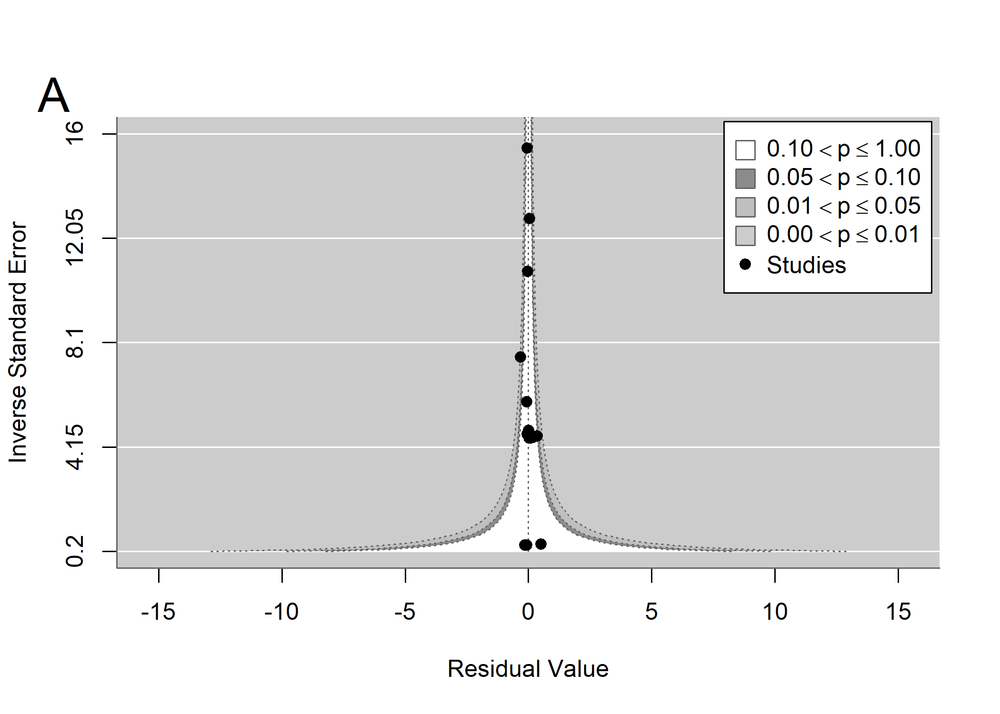 A
0.10 < p ≤ 1.00
0.05 < p ≤ 0.10
0.01 < p ≤ 0.05
0.00 < p ≤ 0.01
Studies
Inverse Standard Error
16
12.05
8.1
4.15
0.2
-15 -10 -5 0 5 10 15
Residual Value